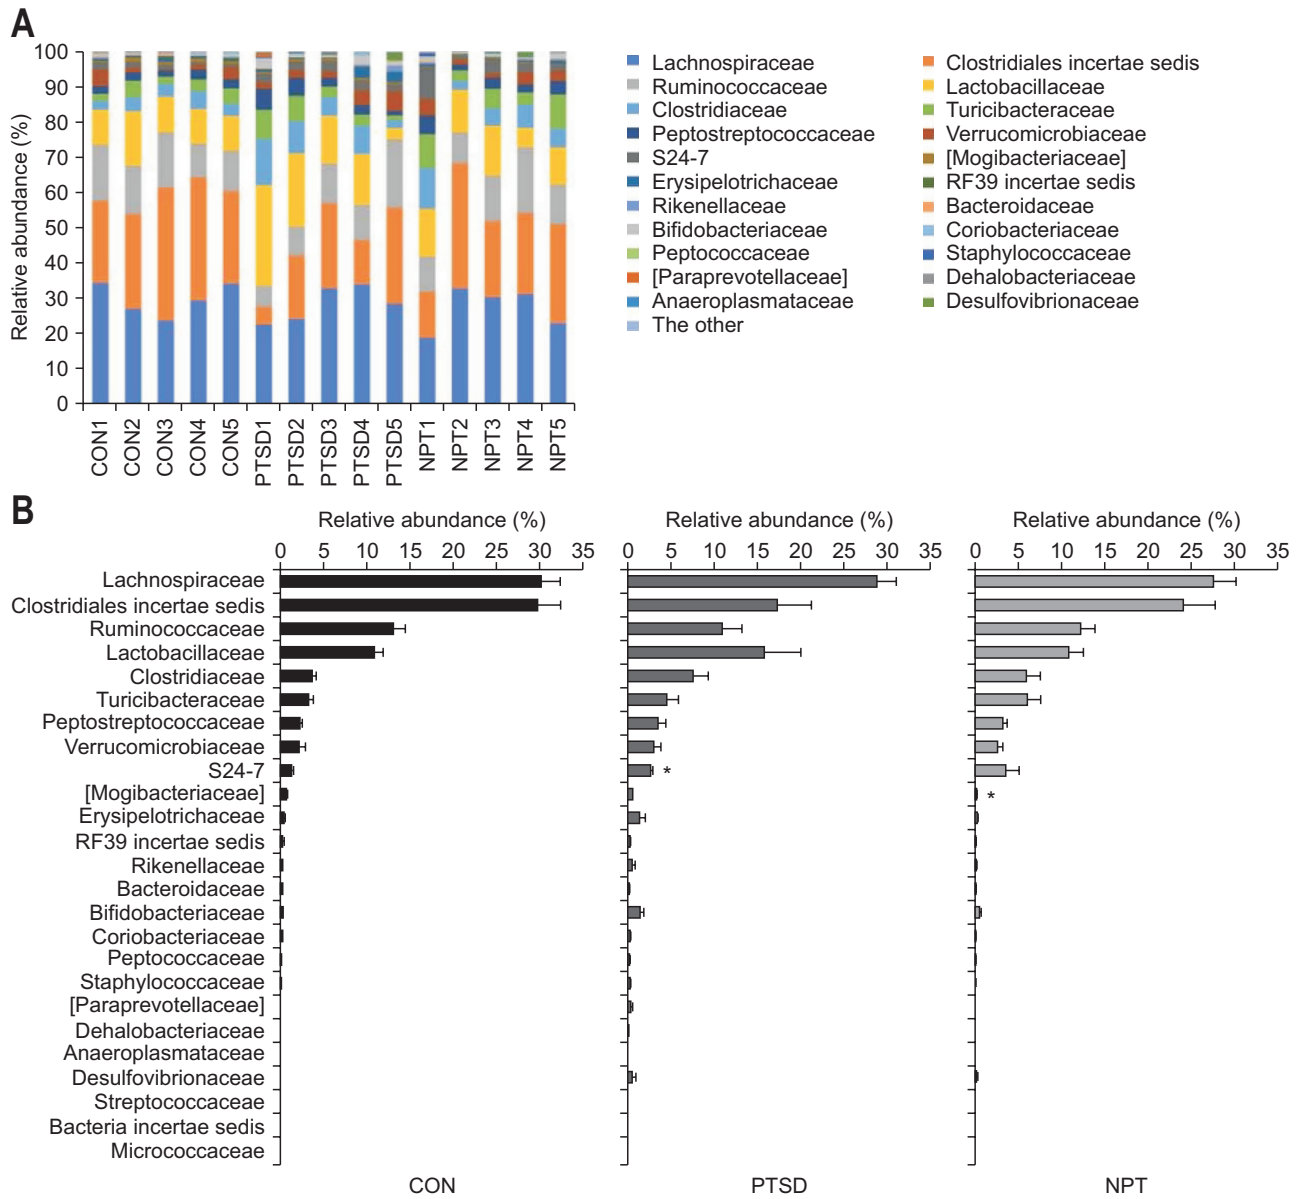 A
Relative abundance (%)
100
90
80
70
60
50
40
30
20
10
0
CON1
CON2
CON3
CON4
CON5
PTSD1
PTSD2
PTSD3
PTSD4
PTSD5
NPT1
NPT2
NPT3
NPT4
NPT5
Lachnospiraceae
Clostridiales incertae sedis
Ruminococcaceae
Lactobacillaceae
Clostridiaceae
Turicibacteraceae
Peptostreptococcaceae
Verrucomicrobiaceae
S24-7
[Mogibacteriaceae]
Erysipelotrichaceae
RF39 incertae sedis
Rikenellaceae
Bacteroidaceae
Bifidobacteriaceae
Coriobacteriaceae
Peptococcaceae
Staphylococcaceae
[Paraprevotellaceae]
Dehalobacteriaceae
Anaeroplasmataceae
Desulfovibrionaceae
The other
B
Relative abundance (%)
0 5 10 15 20 25 30 35
Relative abundance (%)
0 5 10 15 20 25 30 35
Relative abundance (%)
0 5 10 15 20 25 30 35
Lachnospiraceae
Clostridiales incertae sedis
Ruminococcaceae
Lactobacillaceae
Clostridiaceae
Turicibacteraceae
Peptostreptococcaceae
Verrucomicrobiaceae
S24-7 *
[Mogibacteriaceae] *
Erysipelotrichaceae
RF39 incertae sedis
Rikenellaceae
Bacteroidaceae
Bifidobacteriaceae
Coriobacteriaceae
Peptococcaceae
Staphylococcaceae
[Paraprevotellaceae]
Dehalobacteriaceae
Anaeroplasmataceae
Desulfovibrionaceae
Streptococcaceae
Bacteria incertae sedis
Micrococcaceae
CON
PTSD
NPT